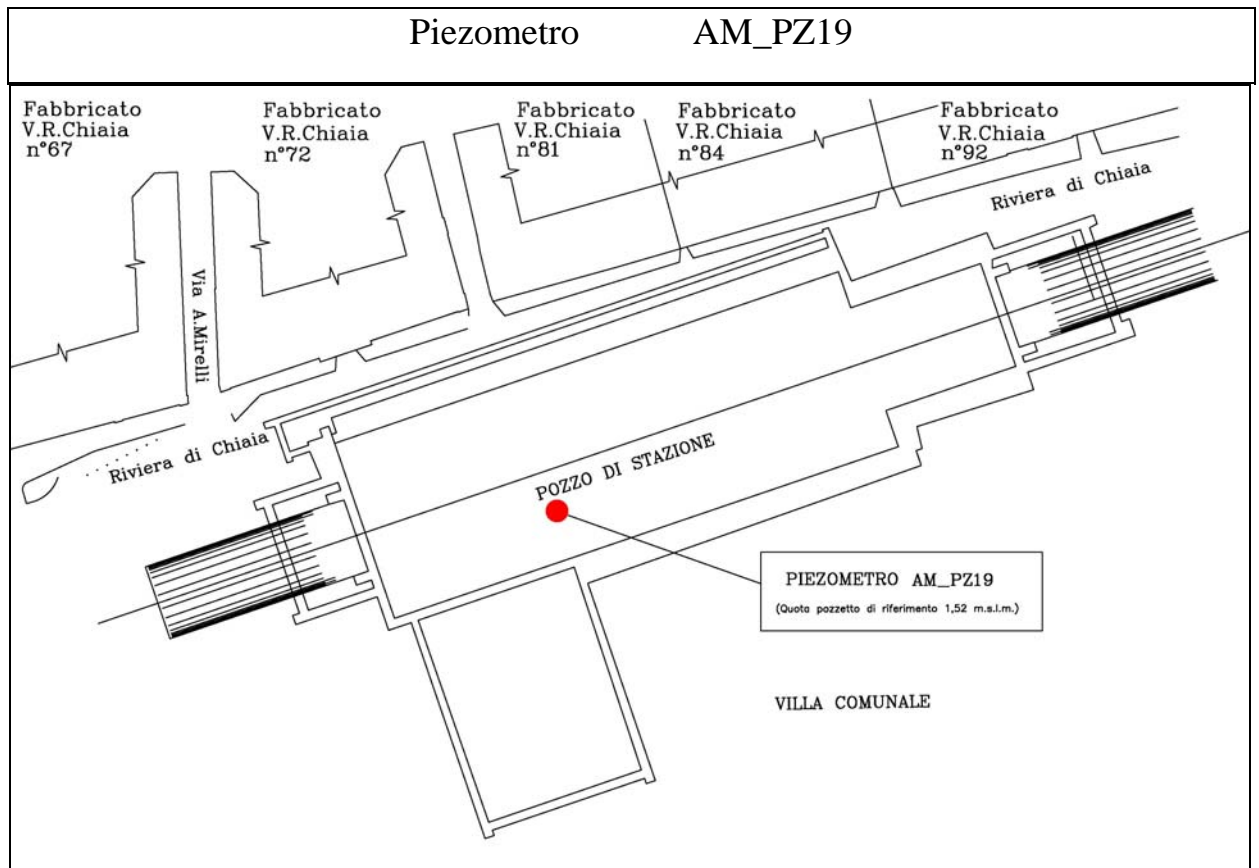 Piezometro AM_PZ19
Fabbricato
V.R.Chiaia
n°67
Fabbricato
V.R.Chiaia
n°72
Fabbricato
V.R.Chiaia
n°81
Fabbricato
V.R.Chiaia
n°84
Fabbricato
V.R.Chiaia
n°92
Riviera di Chiaia
Via A.Mirelli
Riviera di Chiaia
POZZO DI STAZIONE
PIEZOMETRO AM_PZ19
(Quota pozzetto di riferimento 1,52 m.s.l.m.)
VILLA COMUNALE